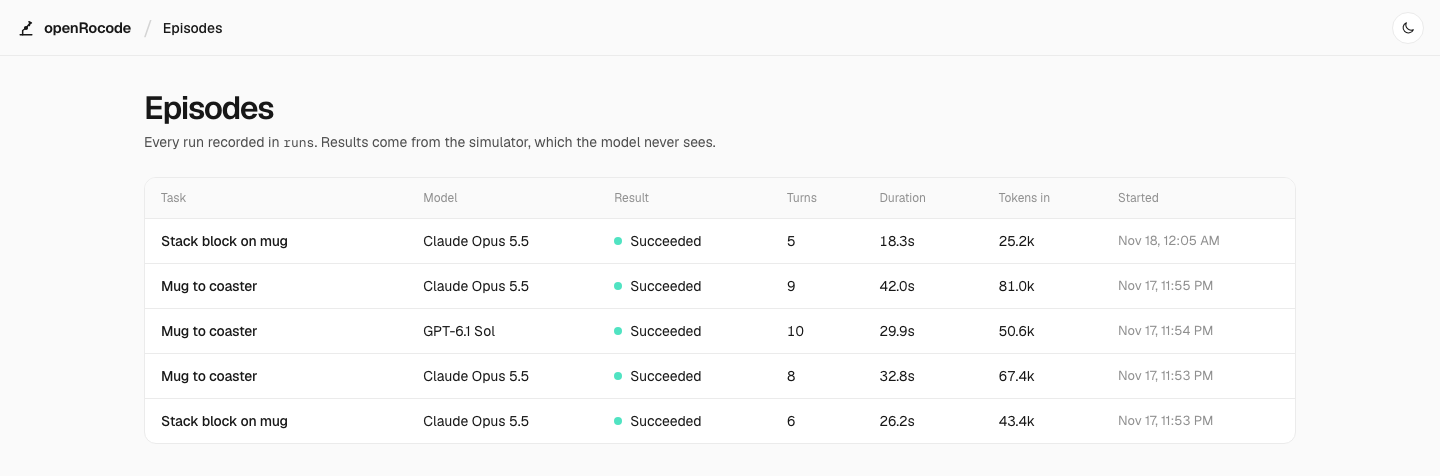 openRocode / Episodes
Episodes
Every run recorded in runs. Results come from the simulator, which the model never sees.
Task Model Result Turns Duration Tokens in Started
Stack block on mug Claude Opus 5.5 Succeeded 5 18.3s 25.2k Nov 18, 12:05 AM
Mug to coaster Claude Opus 5.5 Succeeded 9 42.0s 81.0k Nov 17, 11:55 PM
Mug to coaster GPT-6.1 Sol Succeeded 10 29.9s 50.6k Nov 17, 11:54 PM
Mug to coaster Claude Opus 5.5 Succeeded 8 32.8s 67.4k Nov 17, 11:53 PM
Stack block on mug Claude Opus 5.5 Succeeded 6 26.2s 43.4k Nov 17, 11:53 PM